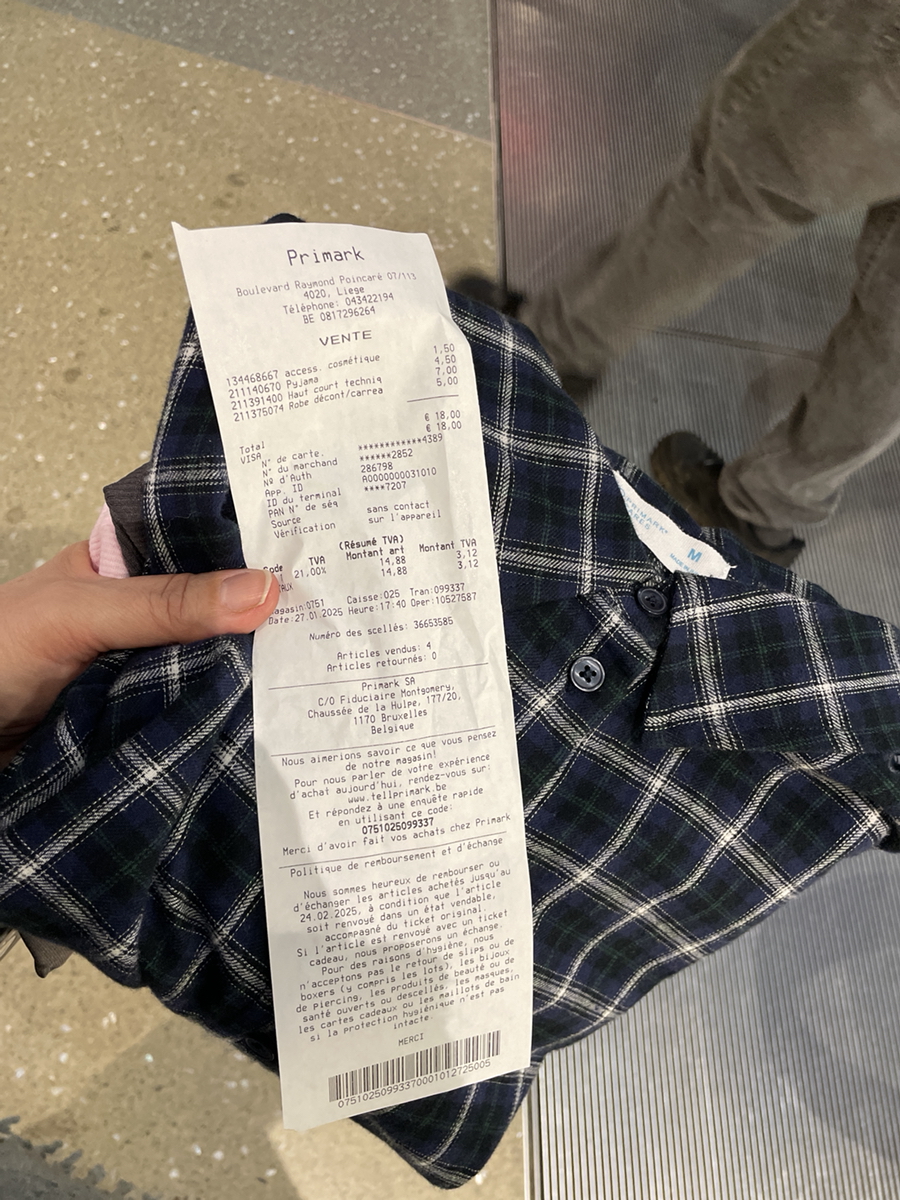 Primark
Boulevard Raymond Poincaré 07/113
4020, Liege
Téléphone: 043422194
BE 0817296264
VENTE
134468667 access. cosmétique 1,50
211140670 Pyjama 4,50
211391400 Haut court techniq 7,00
211375074 Robe décont/carrea 5,00
Total € 18,00
VISA € 18,00
N° de carte. ************4389
N° du marchand ******2852
Nº d'Auth 286798
App. ID A0000000031010
ID du terminal ****7207
PAN N° de séq
Source sans contact
Vérification sur l'appareil
(Résumé TVA)
Code TVA Montant art Montant TVA
21,00% 14,88 3,12
AUX 14,88 3,12
agasin:0751 Caisse:025 Tran:099337
Date:27.01.2025 Heure:17:40 Oper:10527587
Numéro des scellés: 36653585
Articles vendus: 4
Articles retournés: 0
Primark SA
C/O Fiduciaire Montgomery,
Chaussée de la Hulpe, 177/20,
1170 Bruxelles
Belgique
Nous aimerions savoir ce que vous pensez
de notre magasin!
Pour nous parler de votre expérience
d'achat aujourd'hui, rendez-vous sur:
www.tellprimark.be
Et répondez à une enquête rapide
en utilisant ce code:
0751025099337
Merci d'avoir fait vos achats chez Primark
Politique de remboursement et d'échange
Nous sommes heureux de rembourser ou
d'échanger les articles achetés jusqu'au
24.02.2025, à condition que l'article
soit renvoyé dans un état vendable,
accompagné du ticket original.
Si l'article est renvoyé avec un ticket
cadeau, nous proposerons un échange.
Pour des raisons d'hygiène, nous
n'acceptons pas le retour de slips ou de
boxers (y compris les lots), les bijoux
de piercing, les produits de beauté ou de
santé ouverts ou descellés, les masques,
les cartes cadeaux ou les maillots de bain
si la protection hygiénique n'est pas
intacte.
MERCI
07510250993370001012725005
PRIMARK
CARES
M
MADE IN